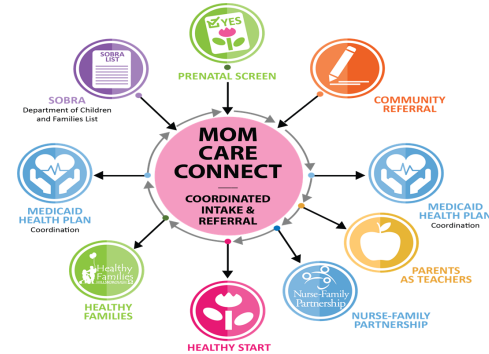 YES
PRENATAL SCREEN
SOBRA
LIST
SOBRA
Department of Children
and Families List
COMMUNITY
REFERRAL
MOM
CARE
CONNECT
COORDINATED
INTAKE &
REFERRAL
MEDICAID
HEALTH PLAN
Coordination
MEDICAID
HEALTH PLAN
Coordination
Healthy
Families
HEALTHY
FAMILIES
HEALTHY START
Nurse-Family
Partnership
NURSE-FAMILY
PARTNERSHIP
PARENTS
AS TEACHERS